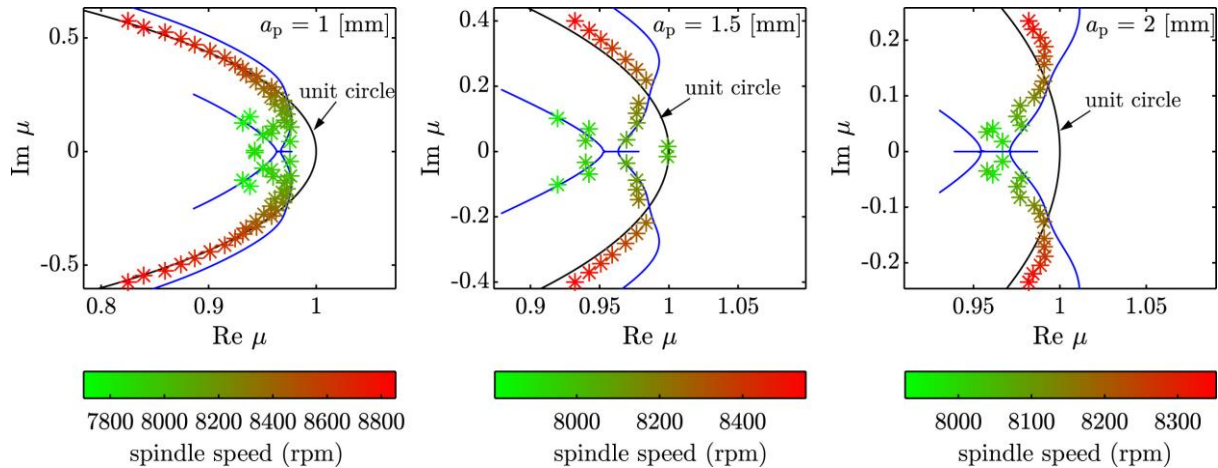 a_p = 1 [mm]
0.5
0
-0.5
Im μ
unit circle
0.8 0.9 1
Re μ
7800 8000 8200 8400 8600 8800
spindle speed (rpm)
a_p = 1.5 [mm]
0.4
0.2
0
-0.2
-0.4
Im μ
unit circle
0.9 0.95 1 1.05
Re μ
8000 8200 8400
spindle speed (rpm)
a_p = 2 [mm]
0.2
0.1
0
-0.1
-0.2
Im μ
unit circle
0.95 1 1.05
Re μ
8000 8100 8200 8300
spindle speed (rpm)